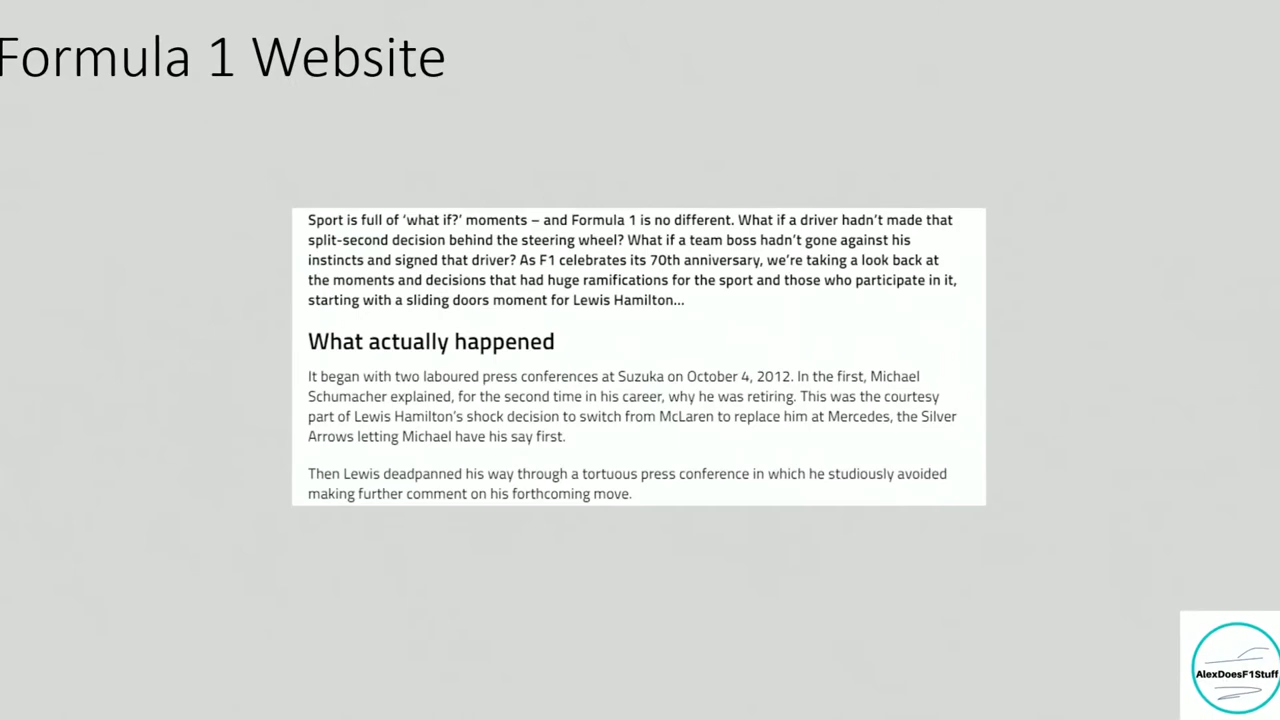 Formula 1 Website
Sport is full of ‘what if?’ moments – and Formula 1 is no different. What if a driver hadn’t made that
split-second decision behind the steering wheel? What if a team boss hadn’t gone against his
instincts and signed that driver? As F1 celebrates its 70th anniversary, we’re taking a look back at
the moments and decisions that had huge ramifications for the sport and those who participate in it,
starting with a sliding doors moment for Lewis Hamilton...
What actually happened
It began with two laboured press conferences at Suzuka on October 4, 2012. In the first, Michael
Schumacher explained, for the second time in his career, why he was retiring. This was the courtesy
part of Lewis Hamilton’s shock decision to switch from McLaren to replace him at Mercedes, the Silver
Arrows letting Michael have his say first.
Then Lewis deadpanned his way through a tortuous press conference in which he studiously avoided
making further comment on his forthcoming move.
AlexDoesF1Stuff